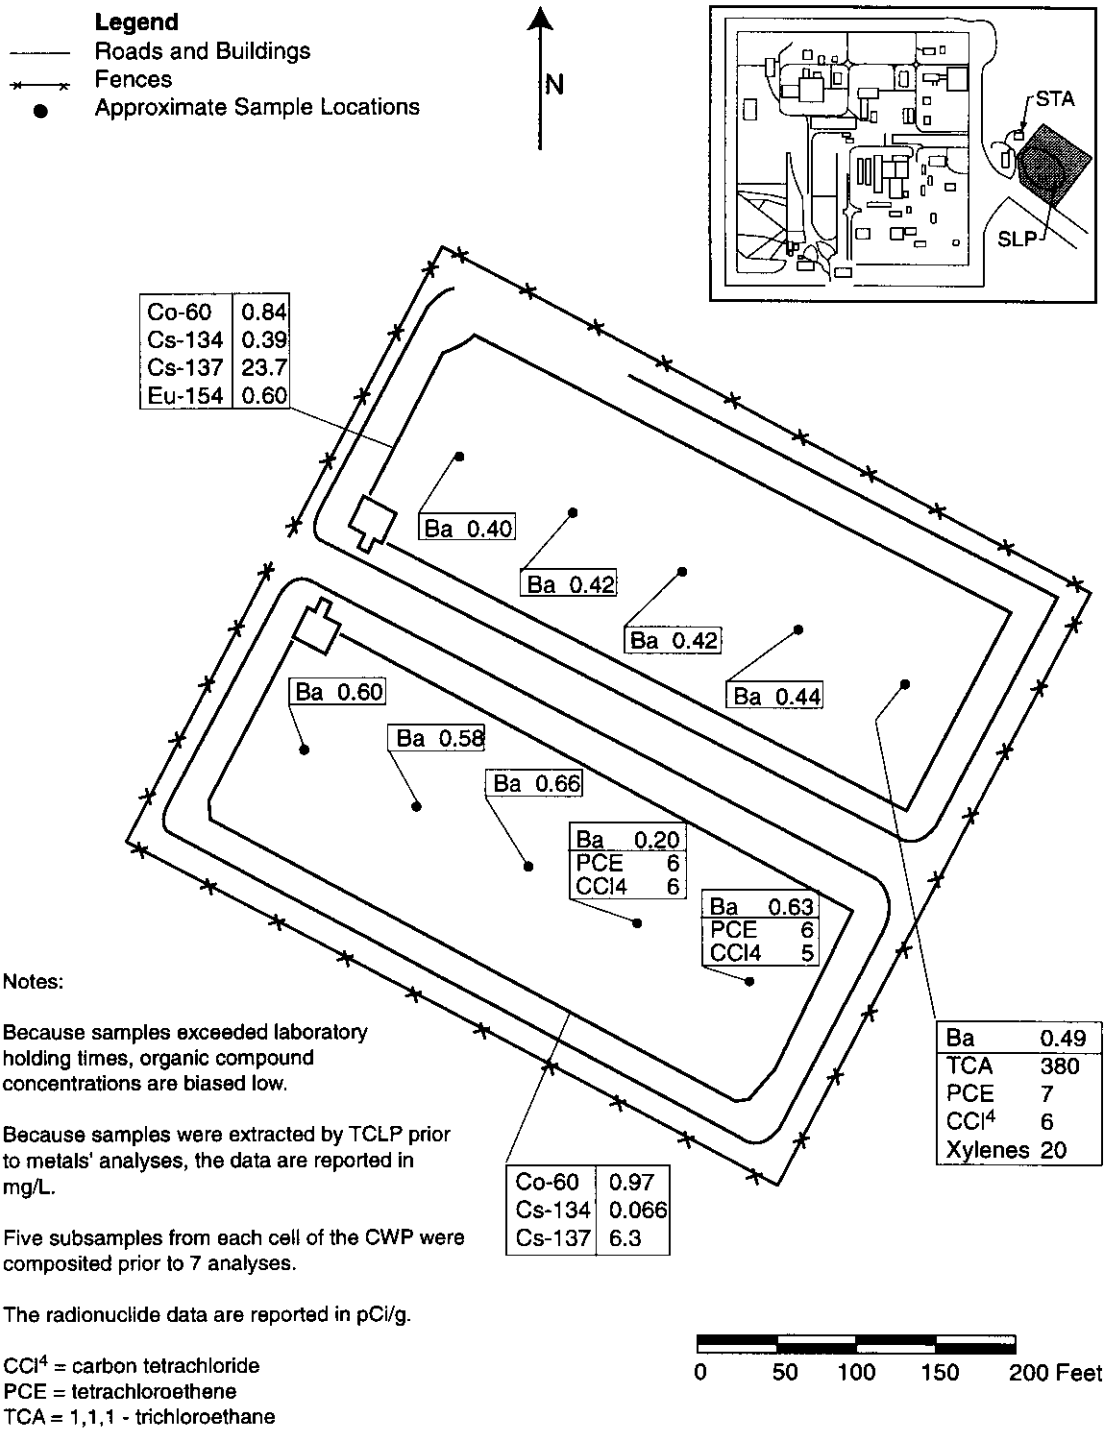 Legend
Roads and Buildings
Fences
Approximate Sample Locations
N
STA
SLP
Co-60 0.84
Cs-134 0.39
Cs-137 23.7
Eu-154 0.60
Ba 0.40
Ba 0.42
Ba 0.42
Ba 0.44
Ba 0.60
Ba 0.58
Ba 0.66
Ba 0.20
PCE 6
CCl4 6
Ba 0.63
PCE 6
CCl4 5
Ba 0.49
TCA 380
PCE 7
CCl⁴ 6
Xylenes 20
Co-60 0.97
Cs-134 0.066
Cs-137 6.3
Notes:
Because samples exceeded laboratory
holding times, organic compound
concentrations are biased low.
Because samples were extracted by TCLP prior
to metals' analyses, the data are reported in
mg/L.
Five subsamples from each cell of the CWP were
composited prior to 7 analyses.
The radionuclide data are reported in pCi/g.
CCl⁴ = carbon tetrachloride
PCE = tetrachloroethene
TCA = 1,1,1 - trichloroethane
0 50 100 150 200 Feet